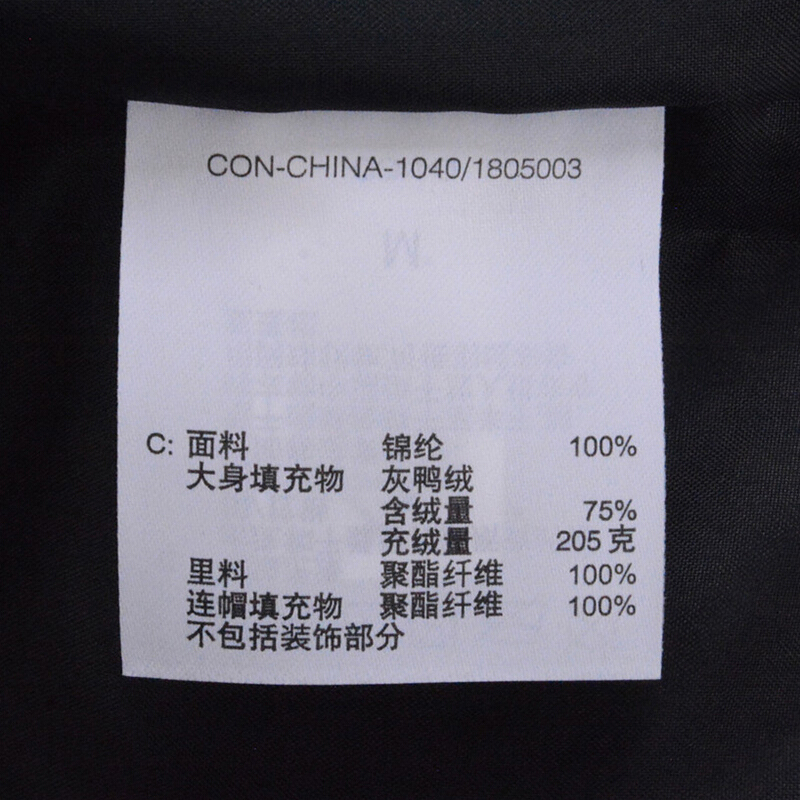 CON-CHINA-1040/1805003
M
C: 面料 锦纶 100%
大身填充物 灰鸭绒
含绒量 75%
充绒量 205 克
里料 聚酯纤维 100%
连帽填充物 聚酯纤维 100%
不包括装饰部分